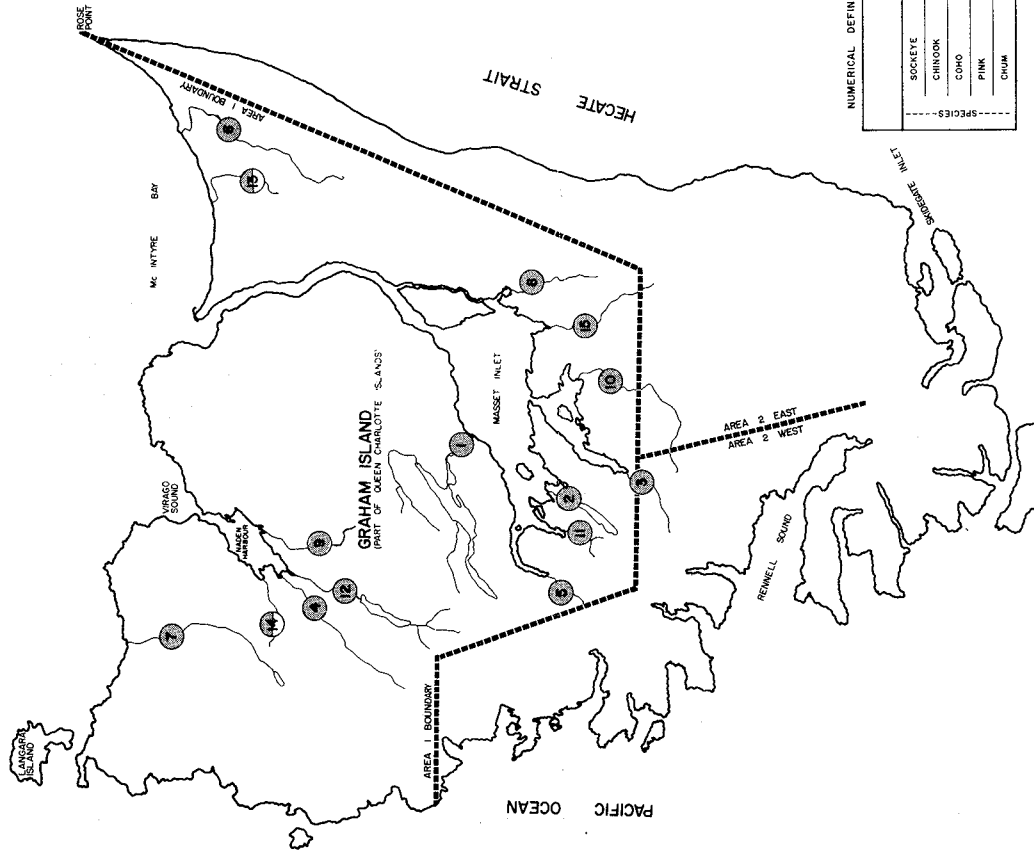 ROSE
POINT
AREA 1 BOUNDARY
HECATE STRAIT
Mc INTYRE BAY
6
13
VIRAGO
SOUND
NADEN
HARBOUR
LANGARA
ISLAND
7
14
4
12
9
GRAHAM ISLAND
(PART OF QUEEN CHARLOTTE ISLANDS)
1
MASSET INLET
8
15
10
2
11
3
5
AREA 1 BOUNDARY
AREA 2 EAST
AREA 2 WEST
RENNELL SOUND
SKIDEGATE INLET
PACIFIC OCEAN
NUMERICAL DEFIN
SPECIES
SOCKEYE
CHINOOK
COHO
PINK
CHUM